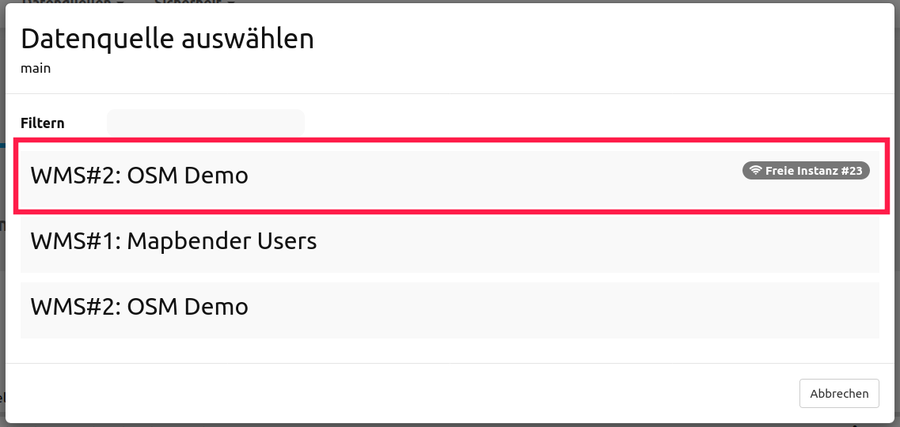 Datenquelle auswählen
main
Filtern
WMS#2: OSM Demo
Freie Instanz #23
WMS#1: Mapbender Users
WMS#2: OSM Demo
Abbrechen